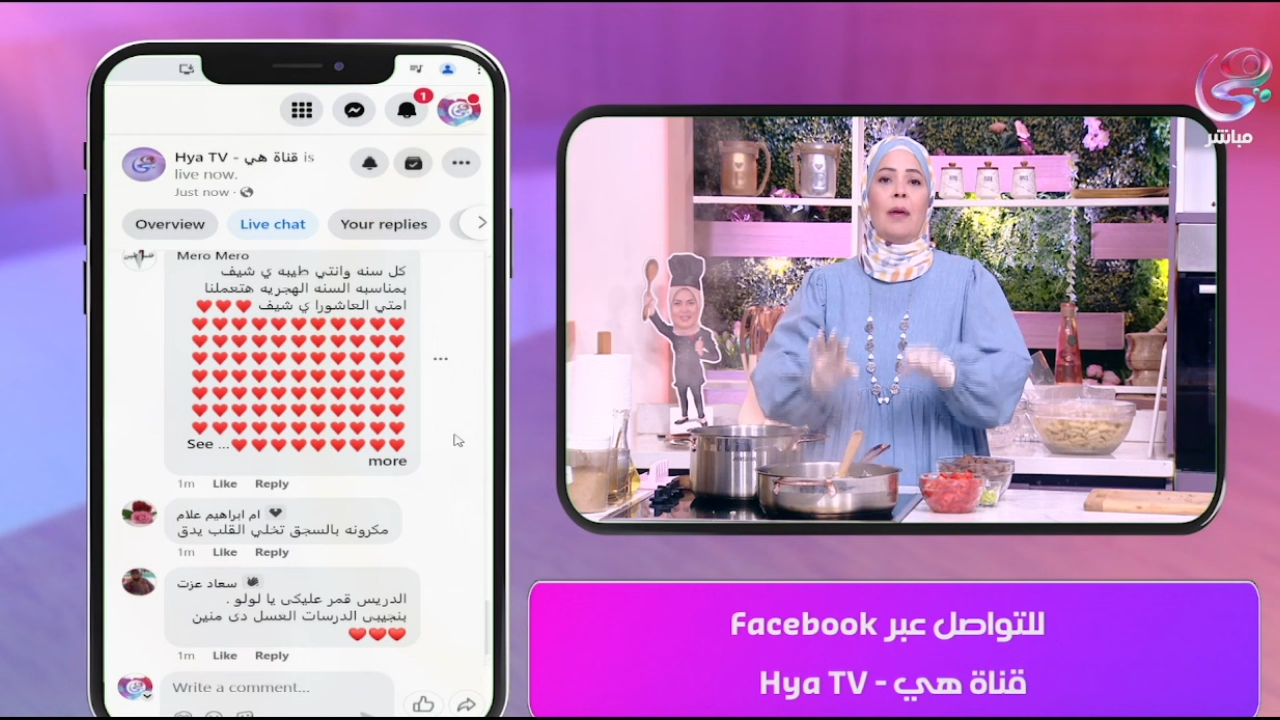 مباشر
Hya TV - قناة هي is
live now.
Just now ·
1
Overview
Live chat
Your replies
Mero Mero
كل سنه وانتي طيبه ي شيف
بمناسبه السنه الهجريه هتعملنا
امتي العاشورا ي شيف ❤❤❤
❤❤❤❤❤❤❤❤❤❤❤
❤❤❤❤❤❤❤❤❤❤❤
❤❤❤❤❤❤❤❤❤❤❤
❤❤❤❤❤❤❤❤❤❤❤
❤❤❤❤❤❤❤❤❤❤❤
❤❤❤❤❤❤❤❤❤❤❤
❤❤❤❤❤❤❤❤❤❤❤
❤❤❤❤❤❤❤❤❤... See
more
1m Like Reply
ام ابراهيم علام
مكرونه بالسجق تخلي القلب يدق
1m Like Reply
سعاد عزت
الدريس قمر عليكى يا لولو .
بتجيبى الدرسات العسل دى منين
❤❤❤
1m Like Reply
Write a comment...
للتواصل عبر Facebook
قناة هي - Hya TV